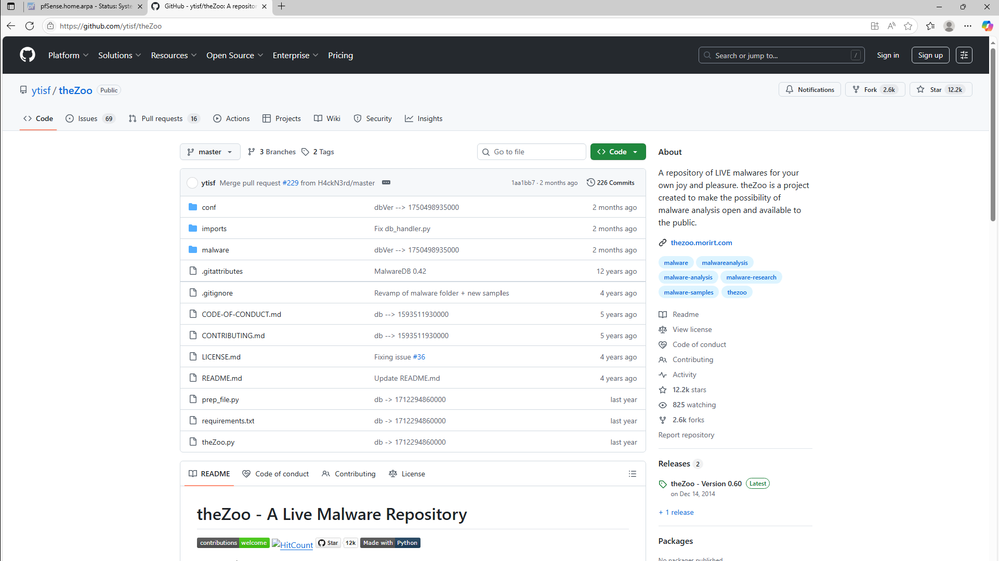 pfSense.home.arpa - Status: Syste
GitHub - ytisf/theZoo: A repositor
https://github.com/ytisf/theZoo
Platform Solutions Resources Open Source Enterprise Pricing
Search or jump to... /
Sign in
Sign up
ytisf / theZoo Public
Notifications
Fork 2.6k
Star 12.2k
Code
Issues 69
Pull requests 16
Actions
Projects
Wiki
Security
Insights
master
3 Branches
2 Tags
Go to file
Code
ytisf Merge pull request #229 from H4ckN3rd/master
1aa1bb7 · 2 months ago
226 Commits
conf dbVer --> 1750498935000 2 months ago
imports Fix db_handler.py 2 months ago
malware dbVer --> 1750498935000 2 months ago
.gitattributes MalwareDB 0.42 12 years ago
.gitignore Revamp of malware folder + new samples 4 years ago
CODE-OF-CONDUCT.md db --> 1593511930000 5 years ago
CONTRIBUTING.md db --> 1593511930000 5 years ago
LICENSE.md Fixing issue #36 4 years ago
README.md Update README.md 4 years ago
prep_file.py db -> 1712294860000 last year
requirements.txt db -> 1712294860000 last year
theZoo.py db -> 1712294860000 last year
README
Code of conduct
Contributing
License
theZoo - A Live Malware Repository
contributions welcome HitCount Star 12k Made with Python
About
A repository of LIVE malwares for your
own joy and pleasure. theZoo is a project
created to make the possibility of
malware analysis open and available to
the public.
thezoo.morirt.com
malware malwareanalysis
malware-analysis malware-research
malware-samples thezoo
Readme
View license
Code of conduct
Contributing
Activity
12.2k stars
825 watching
2.6k forks
Report repository
Releases 2
theZoo - Version 0.60 Latest
on Dec 14, 2014
+ 1 release
Packages
No packages published